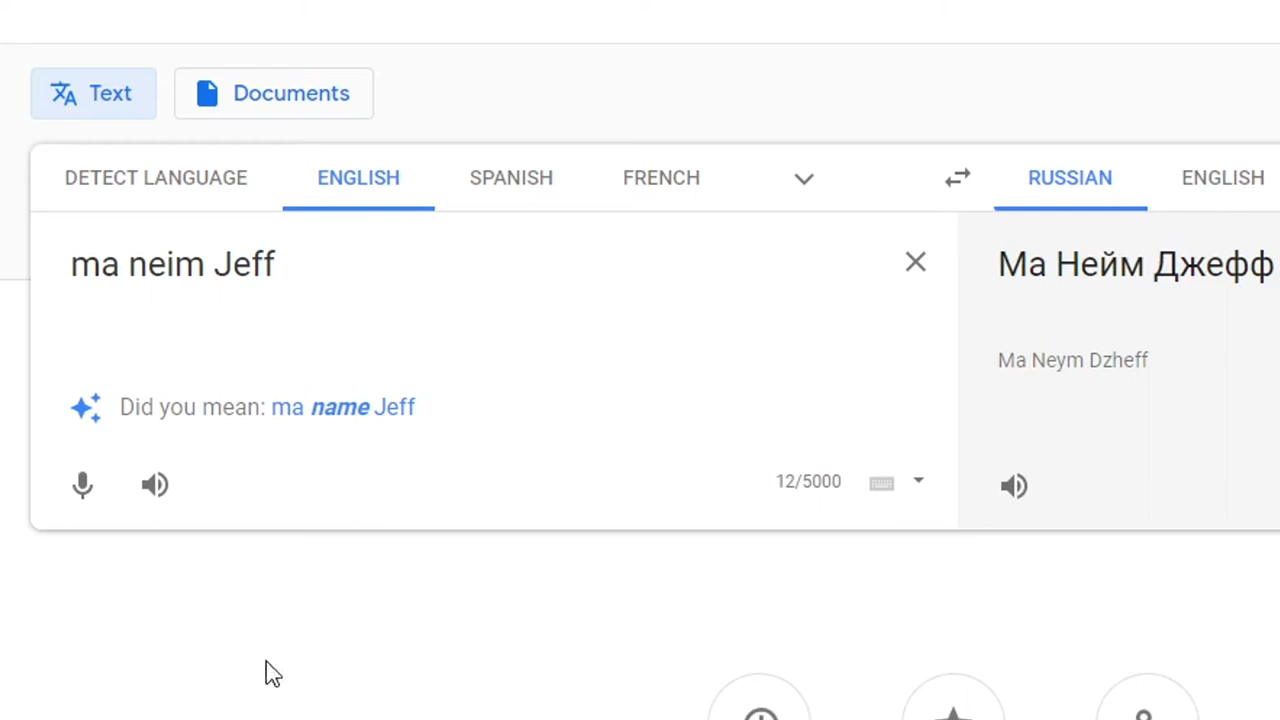 Text
Documents
DETECT LANGUAGE
ENGLISH
SPANISH
FRENCH
RUSSIAN
ENGLISH
ma neim Jeff
Ма Нейм Джефф
Ma Neym Dzheff
Did you mean: ma name Jeff
12/5000